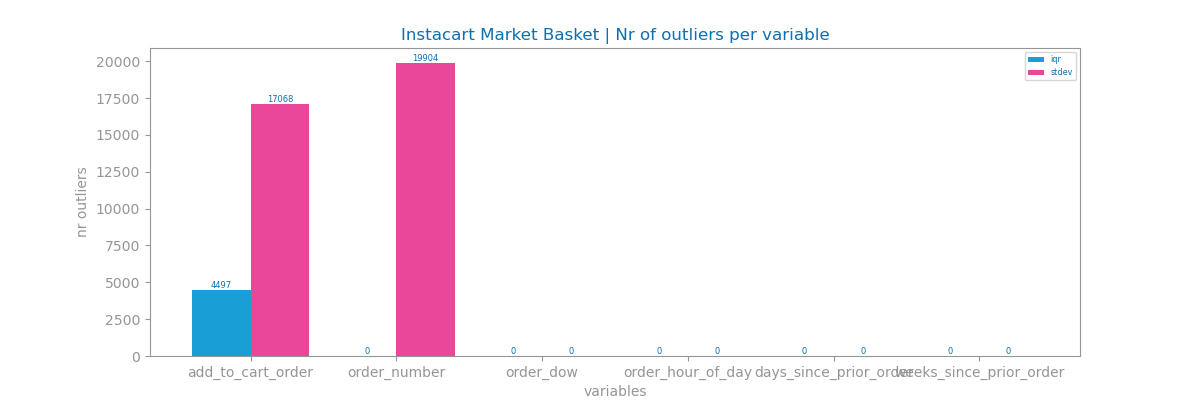 Instacart Market Basket | Nr of outliers per variable
iqr
stdev
nr outliers
20000
17500
15000
12500
10000
7500
5000
2500
0
4497
17068
0
19904
0
0
0
0
0
0
0
0
add_to_cart_order
order_number
order_dow
order_hour_of_day
days_since_prior_order
weeks_since_prior_order
variables